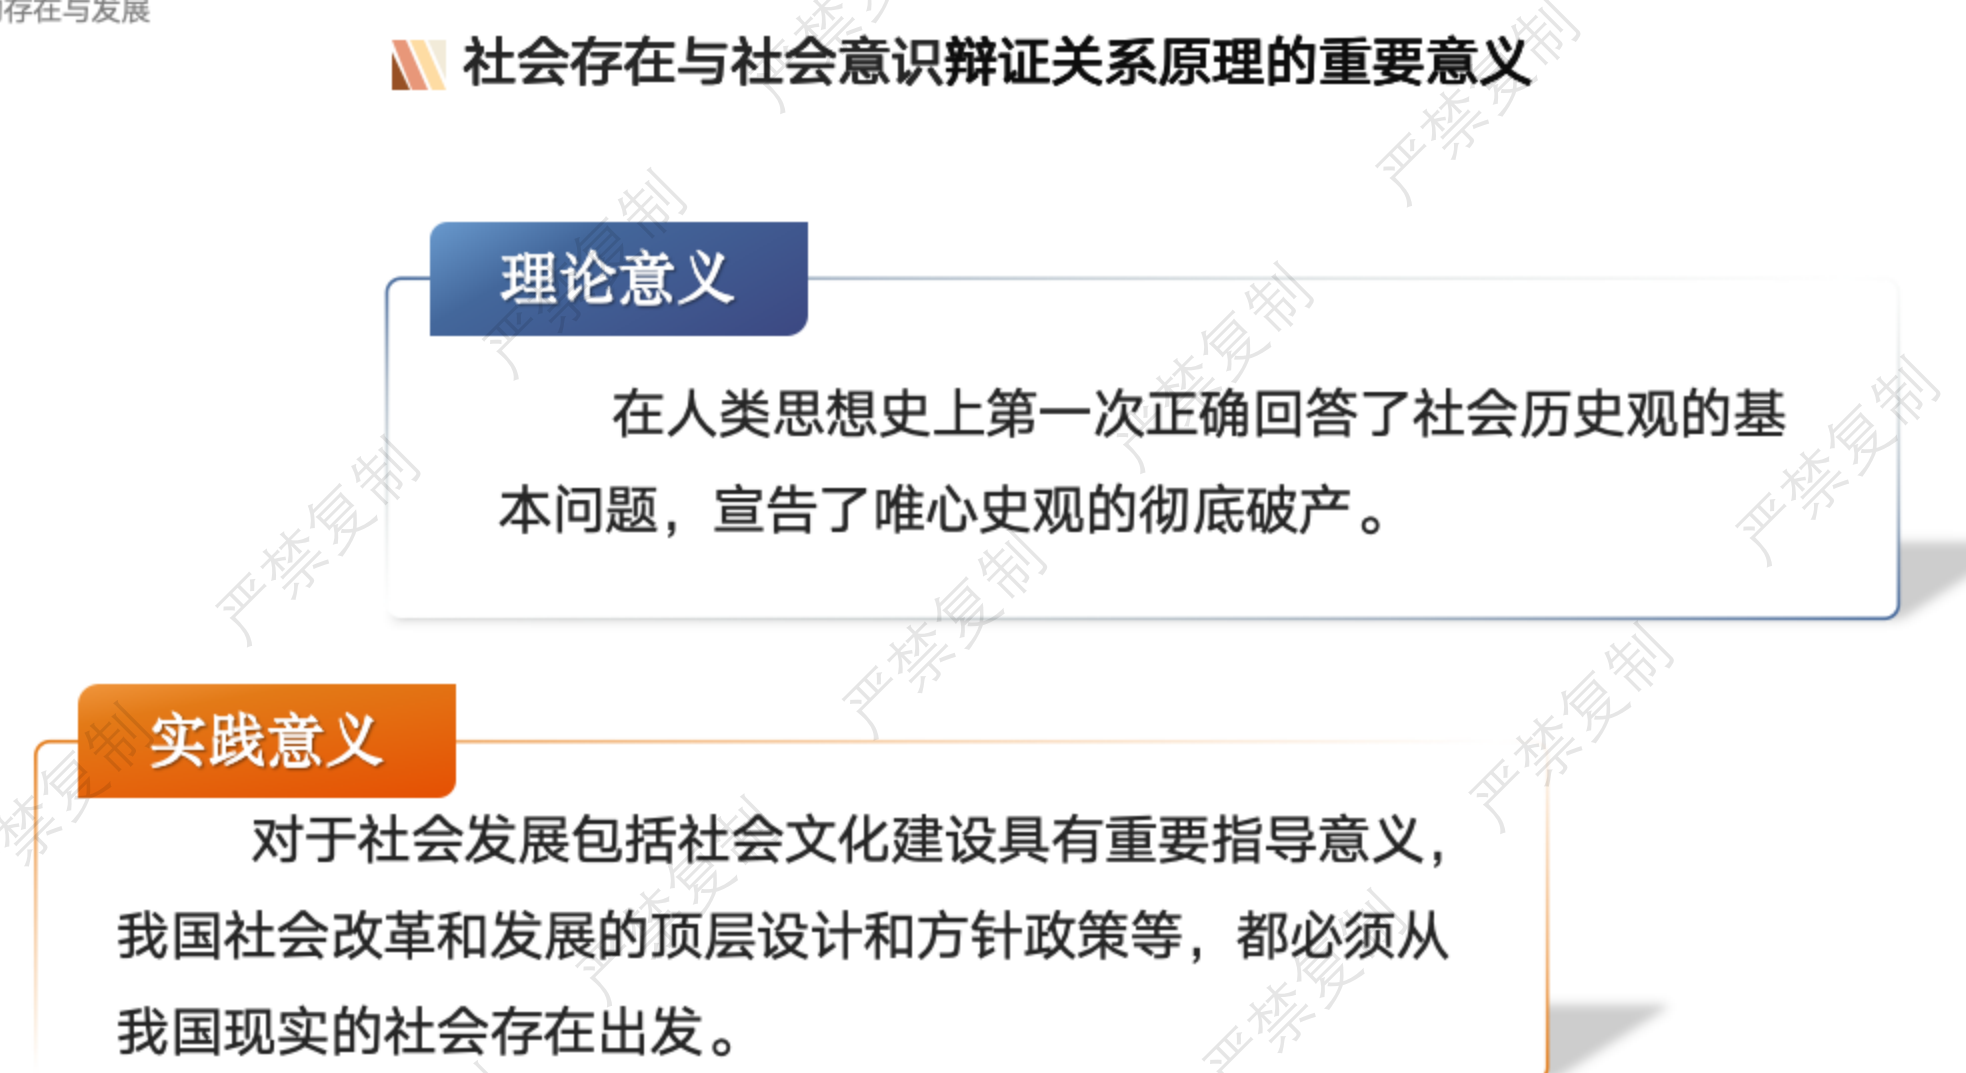 存在与发展
社会存在与社会意识辩证关系原理的重要意义
理论意义
在人类思想史上第一次正确回答了社会历史观的基
本问题，宣告了唯心史观的彻底破产。
实践意义
对于社会发展包括社会文化建设具有重要指导意义，
我国社会改革和发展的顶层设计和方针政策等，都必须从
我国现实的社会存在出发。
严禁复制
严禁复制
严禁复制
严禁复制
严禁复制
严禁复制
严禁复制
严禁复制
禁复制
严禁复制
严禁复制